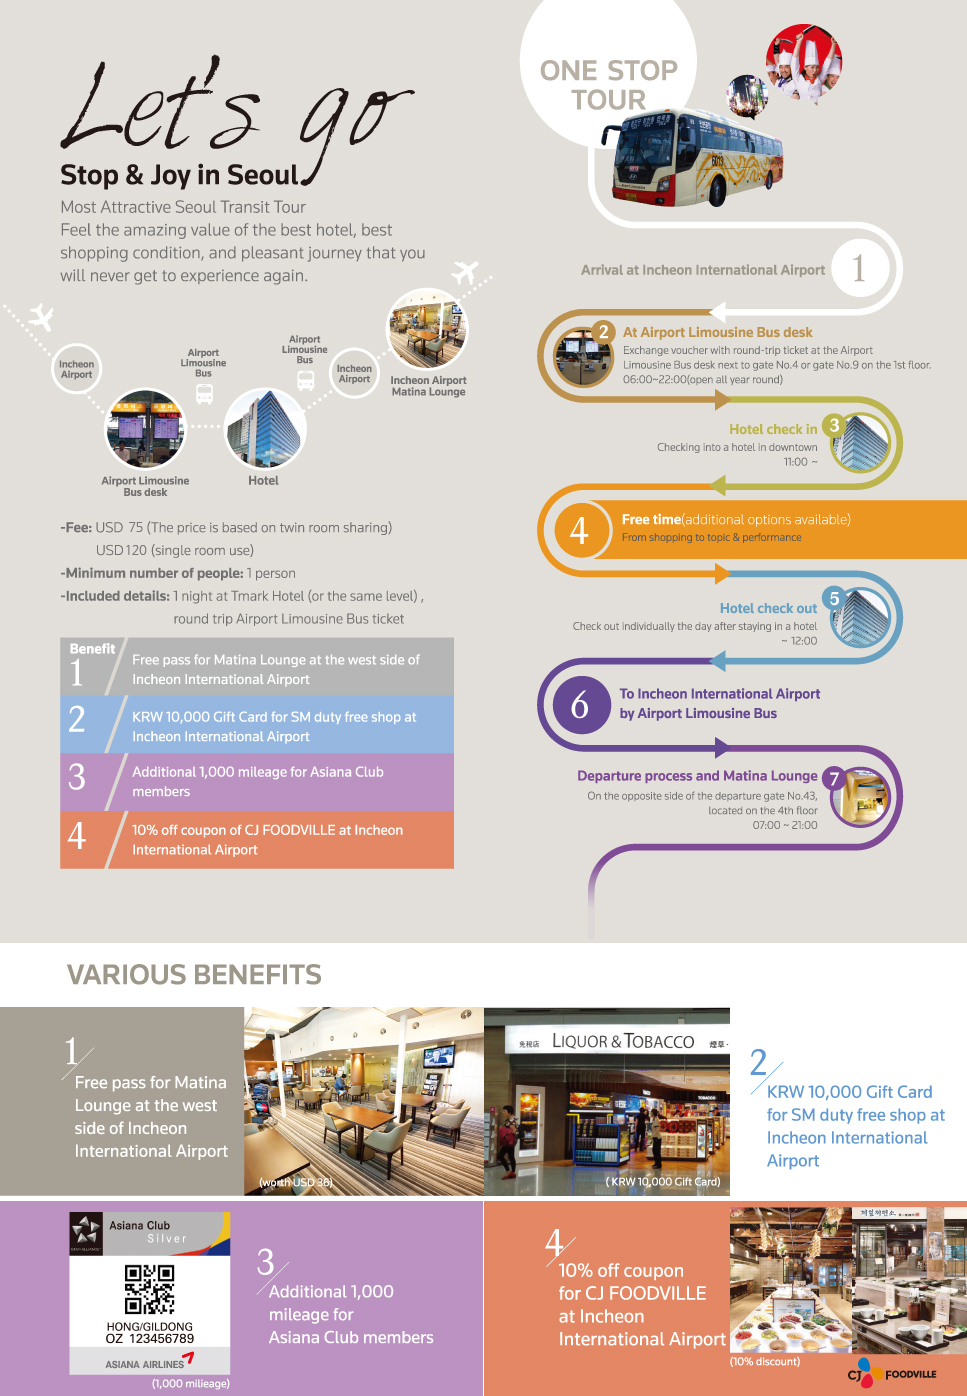 Let's go
Stop & Joy in Seoul
Most Attractive Seoul Transit Tour
Feel the amazing value of the best hotel, best
shopping condition, and pleasant journey that you
will never get to experience again.
Incheon
Airport
Airport Limousine
Bus desk
Airport
Limousine
Bus
Hotel
Airport
Limousine
Bus
Incheon
Airport
Incheon Airport
Matina Lounge
-Fee: USD 75 (The price is based on twin room sharing)
USD 120 (single room use)
-Minimum number of people: 1 person
-Included details: 1 night at Tmark Hotel (or the same level) ,
round trip Airport Limousine Bus ticket
Benefit
1
Free pass for Matina Lounge at the west side of
Incheon International Airport
2
KRW 10,000 Gift Card for SM duty free shop at
Incheon International Airport
3
Additional 1,000 mileage for Asiana Club
members
4
10% off coupon of CJ FOODVILLE at Incheon
International Airport
ONE STOP
TOUR
Arrival at Incheon International Airport
1
2
At Airport Limousine Bus desk
Exchange voucher with round-trip ticket at the Airport
Limousine Bus desk next to gate No.4 or gate No.9 on the 1st floor.
06:00~22:00(open all year round)
Hotel check in
3
Checking into a hotel in downtown
11:00 ~
4
Free time(additional options available)
From shopping to topic & performance
Hotel check out
5
Check out individually the day after staying in a hotel
~ 12:00
6
To Incheon International Airport
by Airport Limousine Bus
Departure process and Matina Lounge
7
On the opposite side of the departure gate No.43,
located on the 4th floor
07:00 ~ 21:00
VARIOUS BENEFITS
1
Free pass for Matina
Lounge at the west
side of Incheon
International Airport
(worth USD 36)
免税店 LIQUOR & TOBACCO 煙草
TOBACCO
( KRW 10,000 Gift Card)
2
KRW 10,000 Gift Card
for SM duty free shop at
Incheon International
Airport
Asiana Club
Silver
HONG/GILDONG
OZ 123456789
ASIANA AIRLINES
(1,000 milieage)
3
Additional 1,000
mileage for
Asiana Club members
4
10% off coupon
for CJ FOODVILLE
at Incheon
International Airport
(10% discount)
CJ FOODVILLE